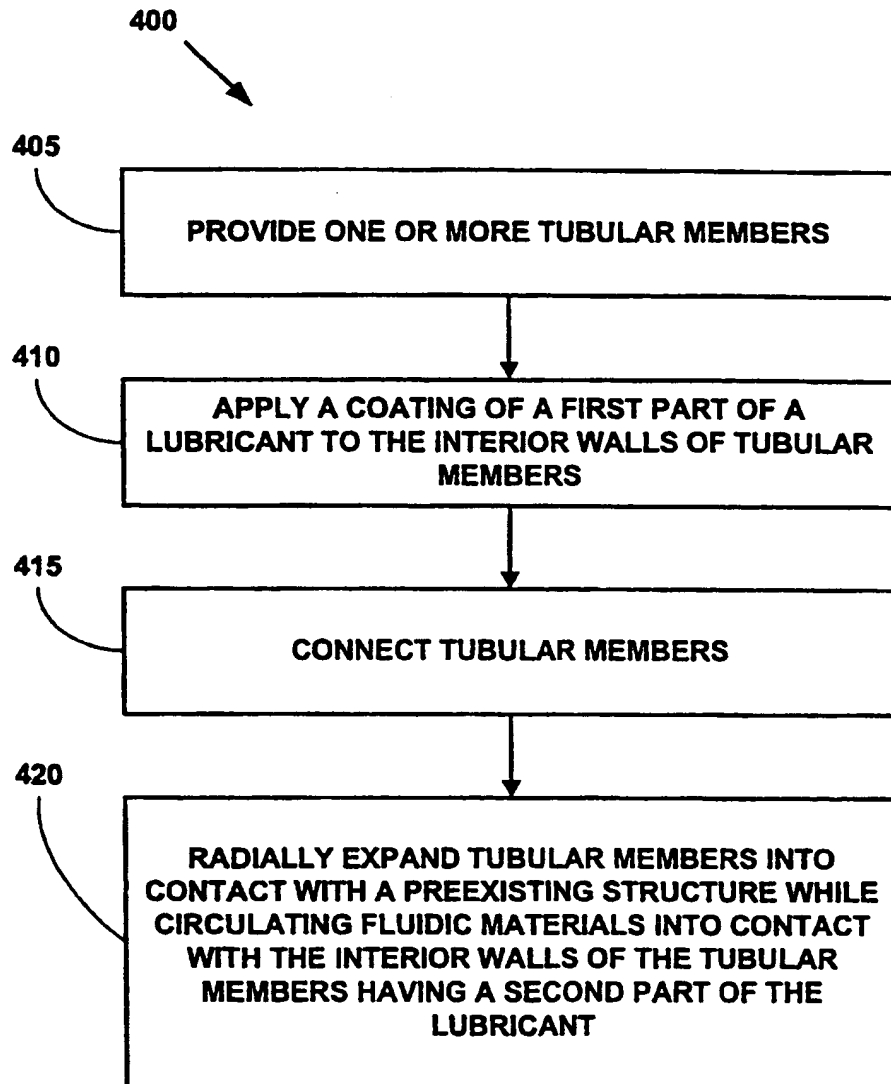 400
405
PROVIDE ONE OR MORE TUBULAR MEMBERS
410
APPLY A COATING OF A FIRST PART OF A
LUBRICANT TO THE INTERIOR WALLS OF TUBULAR
MEMBERS
415
CONNECT TUBULAR MEMBERS
420
RADIALLY EXPAND TUBULAR MEMBERS INTO
CONTACT WITH A PREEXISTING STRUCTURE WHILE
CIRCULATING FLUIDIC MATERIALS INTO CONTACT
WITH THE INTERIOR WALLS OF THE TUBULAR
MEMBERS HAVING A SECOND PART OF THE
LUBRICANT